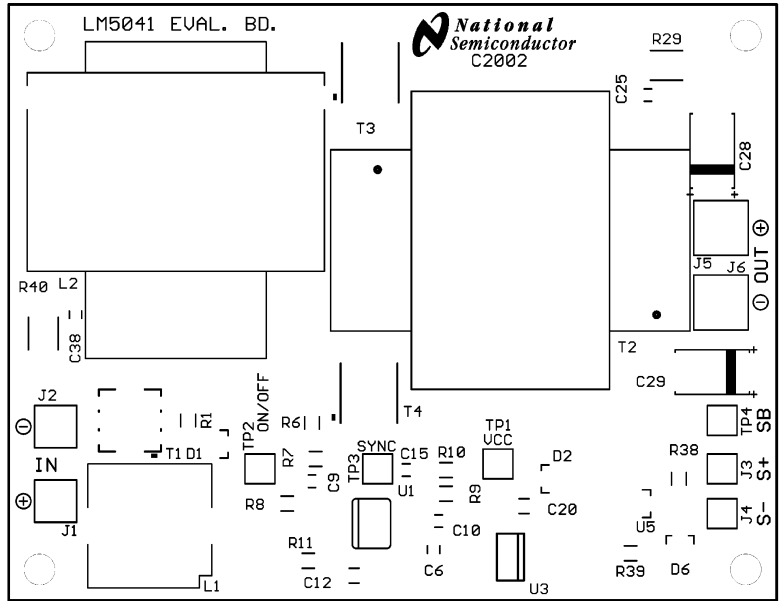 LM5041 EVAL. BD.
National
Semiconductor
C2002
R29
C25
T3
C28
+
+
+
J5
J6
OUT
−
R40
L2
C38
T2
C29
+
+
J2
−
IN
+
J1
R1
T1
D1
TP2
ON/OFF
R6
T4
R7
C9
R8
TP3
SYNC
C15
U1
R10
R9
TP1
VCC
D2
C20
C10
C6
R11
C12
U3
L1
TP4
SB
R38
J3
S+
J4
S−
U5
R39
D6